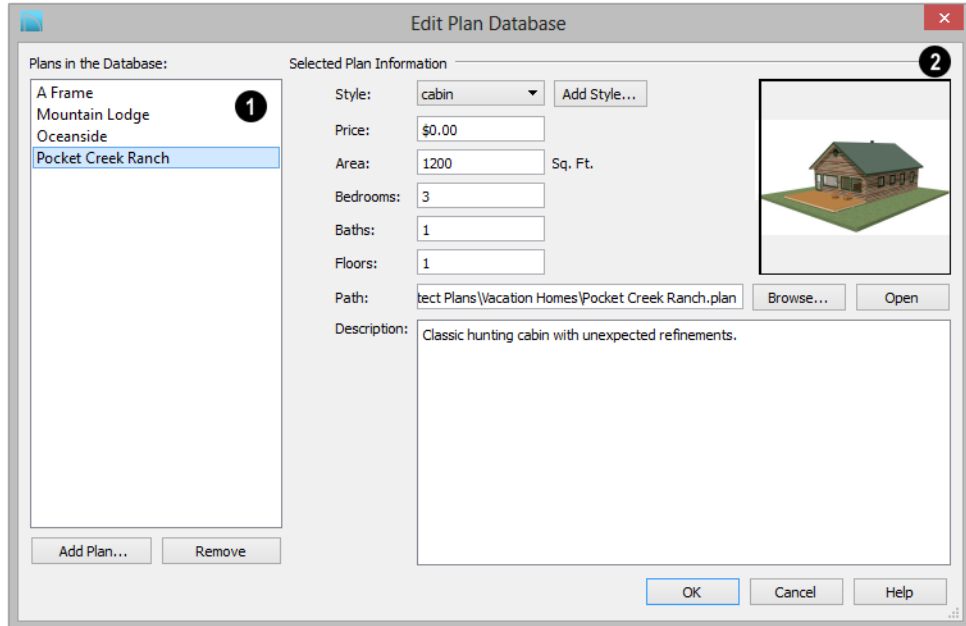 Edit Plan Database
×
Plans in the Database:
A Frame
Mountain Lodge
Oceanside
Pocket Creek Ranch
1
Add Plan...
Remove
Selected Plan Information
2
Style: cabin Add Style...
Price: $0.00
Area: 1200 Sq. Ft.
Bedrooms: 3
Baths: 1
Floors: 1
Path: tect Plans\Vacation Homes\Pocket Creek Ranch.plan Browse... Open
Description: Classic hunting cabin with unexpected refinements.
OK Cancel Help